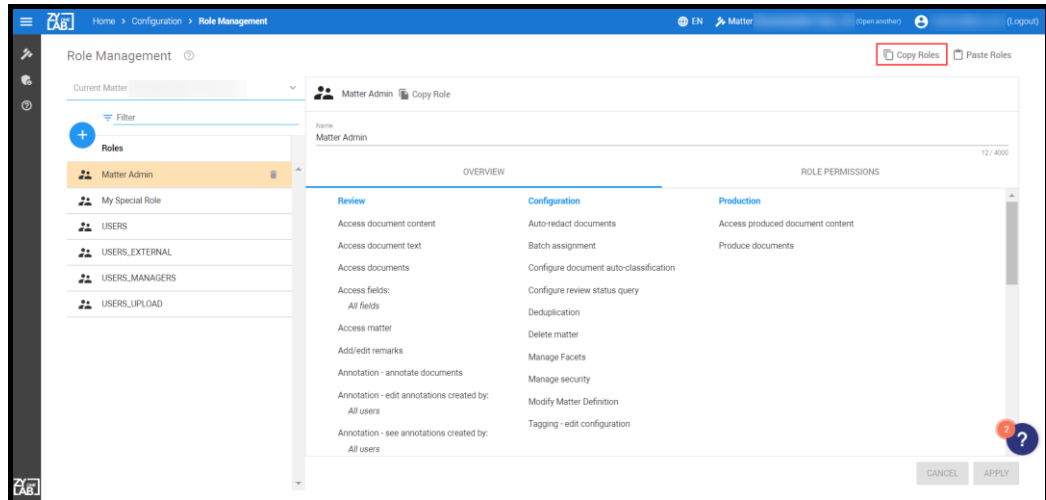 ZYLAB ONE Home > Configuration > Role Management EN Matter (Open another) (Logout)
Role Management ? Copy Roles Paste Roles
Current Matter
Matter Admin Copy Role
Filter
+
Name
Matter Admin
12 / 4000
Roles
Matter Admin
My Special Role
USERS
USERS_EXTERNAL
USERS_MANAGERS
USERS_UPLOAD
OVERVIEW ROLE PERMISSIONS
Review
Access document content
Access document text
Access documents
Access fields:
All fields
Access matter
Add/edit remarks
Annotation - annotate documents
Annotation - edit annotations created by:
All users
Annotation - see annotations created by:
All users
Configuration
Auto-redact documents
Batch assignment
Configure document auto-classification
Configure review status query
Deduplication
Delete matter
Manage Facets
Manage security
Modify Matter Definition
Tagging - edit configuration
Production
Access produced document content
Produce documents
2
?
CANCEL APPLY
ZYLAB ONE